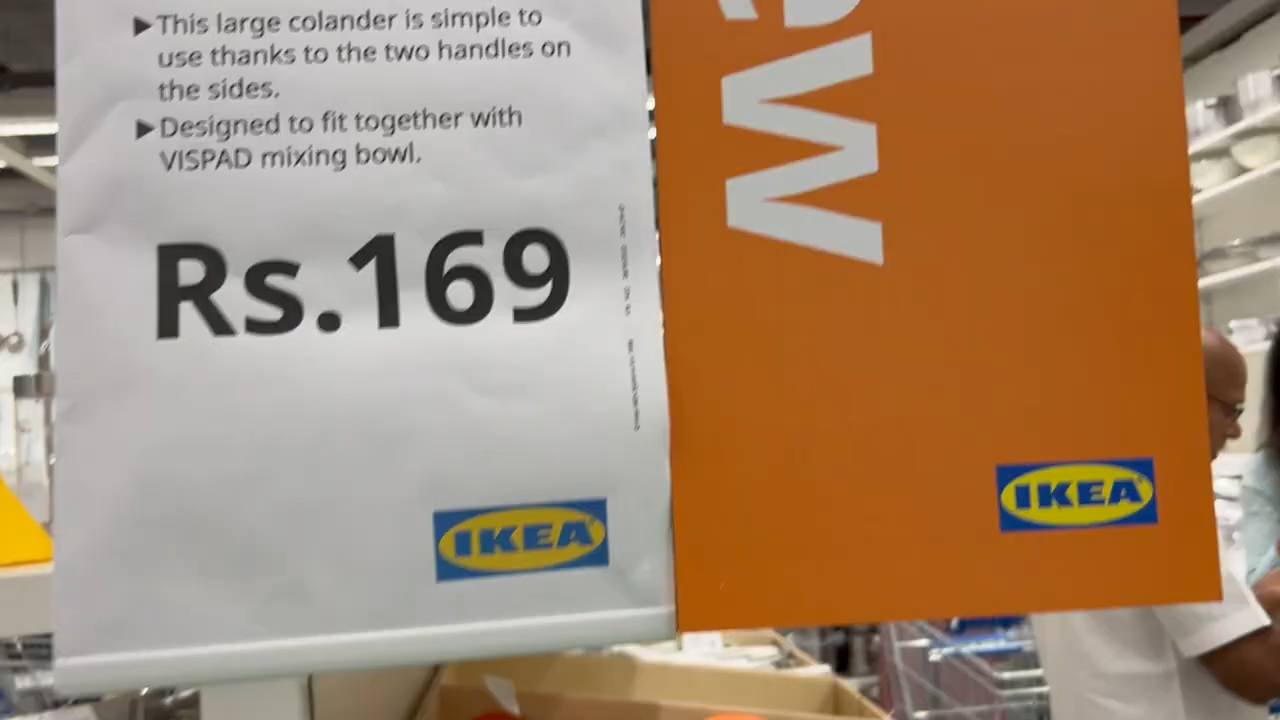 ▶This large colander is simple to
use thanks to the two handles on
the sides.
▶Designed to fit together with
VISPAD mixing bowl.
Rs.169
IKEA
ew
IKEA